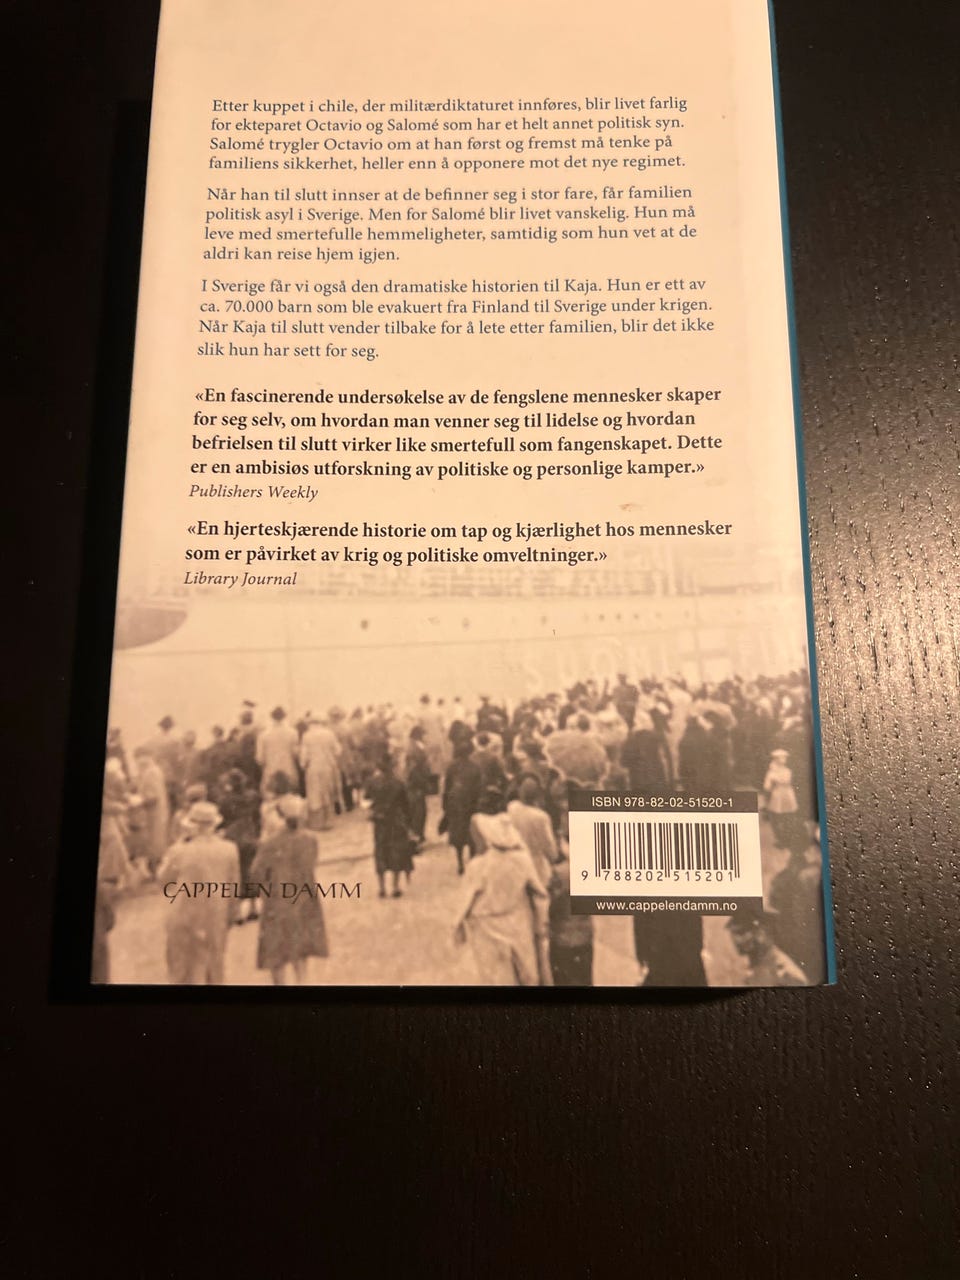 Etter kuppet i chile, der militærdiktaturet innføres, blir livet farlig
for ekteparet Octavio og Salomé som har et helt annet politisk syn.
Salomé trygler Octavio om at han først og fremst må tenke på
familiens sikkerhet, heller enn å opponere mot det nye regimet.
Når han til slutt innser at de befinner seg i stor fare, får familien
politisk asyl i Sverige. Men for Salomé blir livet vanskelig. Hun må
leve med smertefulle hemmeligheter, samtidig som hun vet at de
aldri kan reise hjem igjen.
I Sverige får vi også den dramatiske historien til Kaja. Hun er ett av
ca. 70.000 barn som ble evakuert fra Finland til Sverige under krigen.
Når Kaja til slutt vender tilbake for å lete etter familien, blir det ikke
slik hun har sett for seg.
«En fascinerende undersøkelse av de fengslene mennesker skaper
for seg selv, om hvordan man venner seg til lidelse og hvordan
befrielsen til slutt virker like smertefull som fangenskapet. Dette
er en ambisiøs utforskning av politiske og personlige kamper.»
Publishers Weekly
«En hjerteskjærende historie om tap og kjærlighet hos mennesker
som er påvirket av krig og politiske omveltninger.»
Library Journal
ISBN 978-82-02-51520-1
9 788202 515201
www.cappelendamm.no
CAPPELEN DAMM